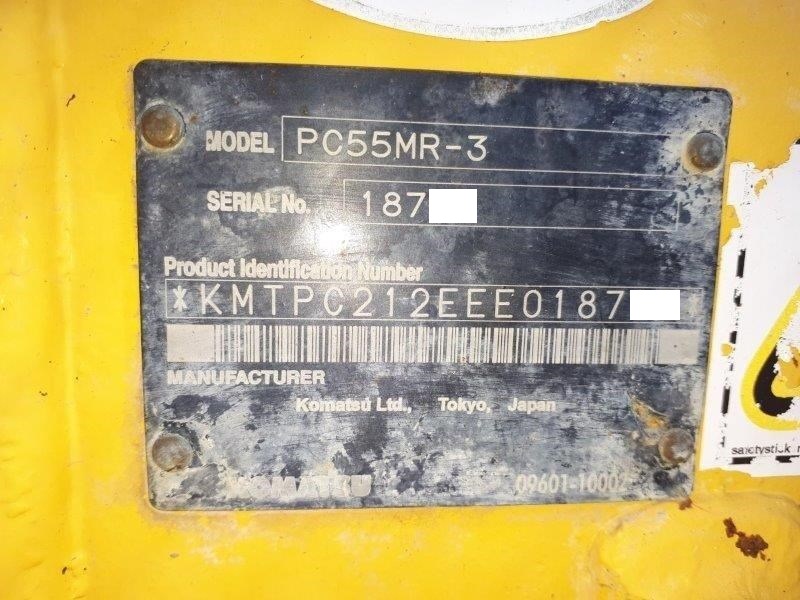 MODEL PC55MR-3
SERIAL No. 187
Product Identification Number
*KMTPC212EEE0187
MANUFACTURER
Komatsu Ltd., Tokyo, Japan
KOMATSU 09601-10002